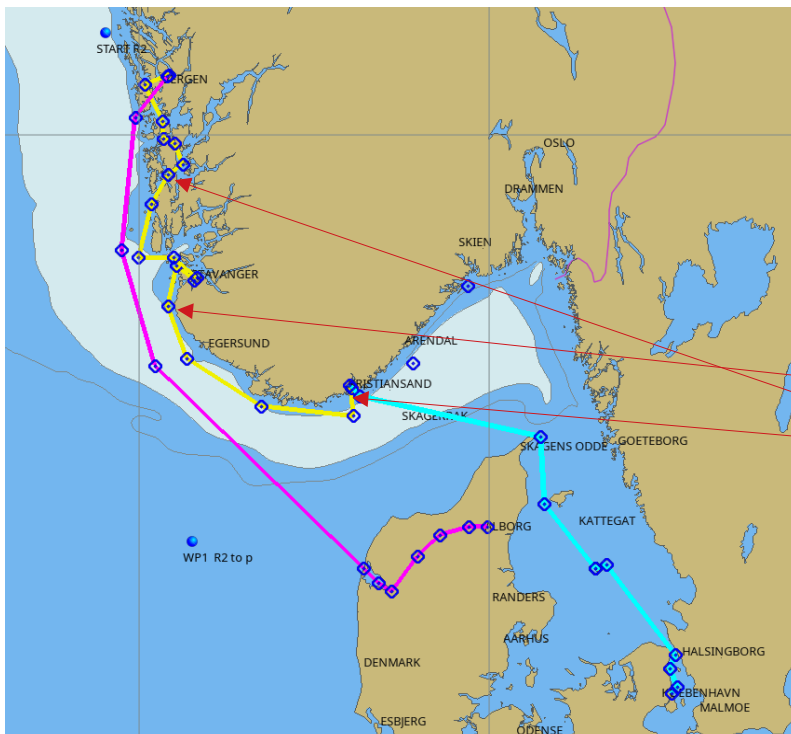 START R2
BERGEN
OSLO
DRAMMEN
SKIEN
STAVANGER
EGERSUND
ARENDAL
KRISTIANSAND
SKAGERRAK
SKAGENS ODDE
GOETEBORG
KATTEGAT
ALBORG
WP1 R2 to p
RANDERS
AARHUS
HALSINGBORG
DENMARK
KOEBENHAVN
MALMOE
ESBJERG
ODENSE